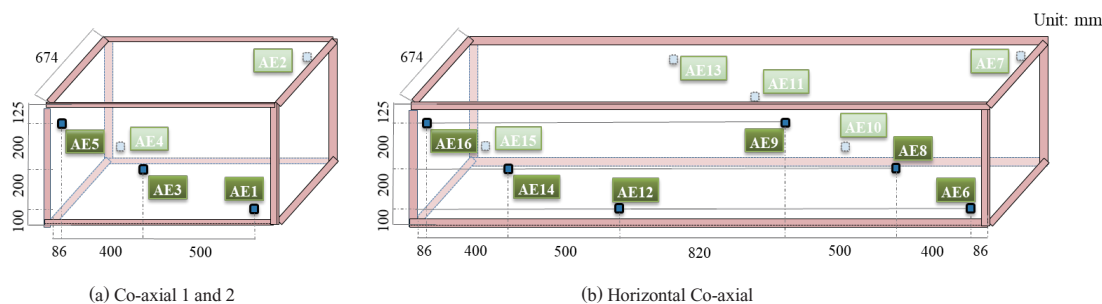 Unit: mm
674
AE2
125
AE5
AE4
200
AE3
AE1
200
100
86
400
500
(a) Co-axial 1 and 2
674
AE13
AE7
AE11
125
AE16
AE15
AE9
AE10
AE8
200
AE14
AE12
AE6
200
100
86
400
500
820
500
400
86
(b) Horizontal Co-axial